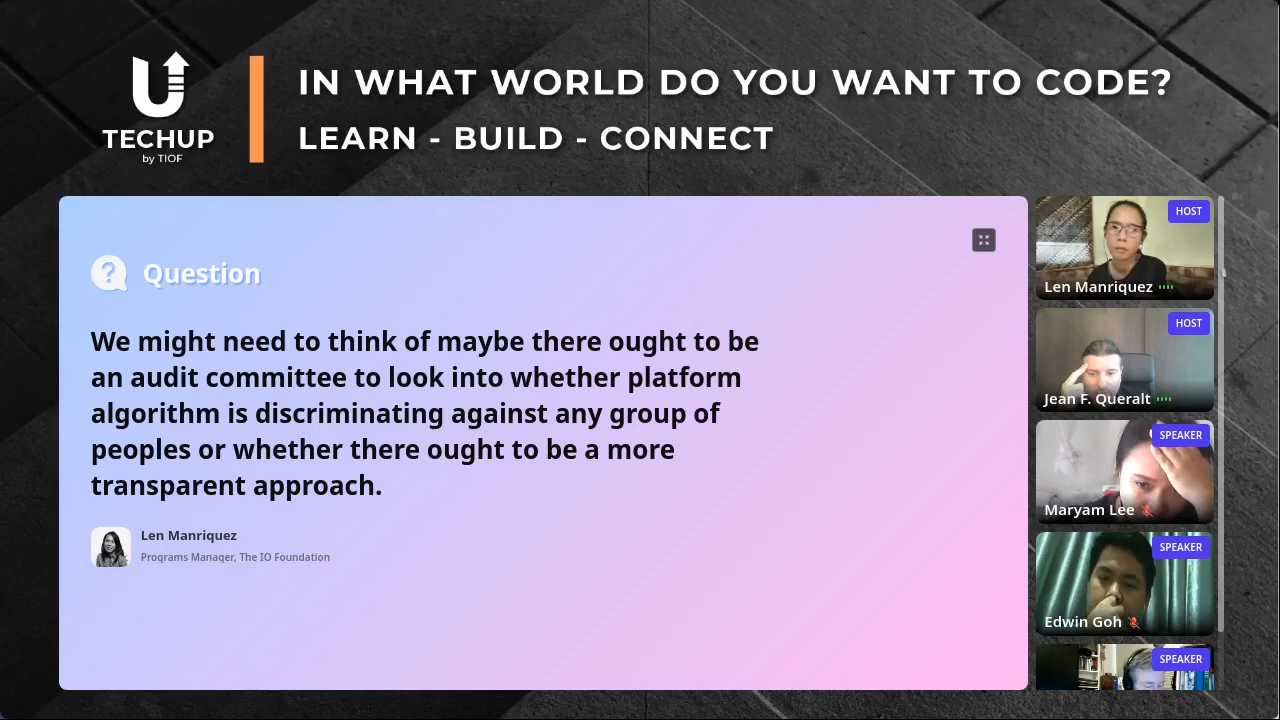 IN WHAT WORLD DO YOU WANT TO CODE?
TECHUP
by TIOF
LEARN - BUILD - CONNECT
Question
We might need to think of maybe there ought to be
an audit committee to look into whether platform
algorithm is discriminating against any group of
peoples or whether there ought to be a more
transparent approach.
Len Manriquez
Programs Manager, The IO Foundation
HOST
Len Manriquez
HOST
Jean F. Queralt
SPEAKER
Maryam Lee
SPEAKER
Edwin Goh
SPEAKER